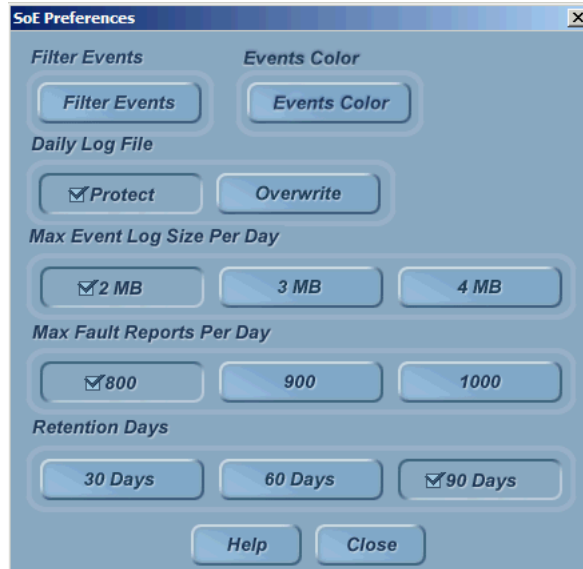 SoE Preferences
Filter Events Events Color
Filter Events Events Color
Daily Log File
Protect Overwrite
Max Event Log Size Per Day
2 MB 3 MB 4 MB
Max Fault Reports Per Day
800 900 1000
Retention Days
30 Days 60 Days 90 Days
Help Close